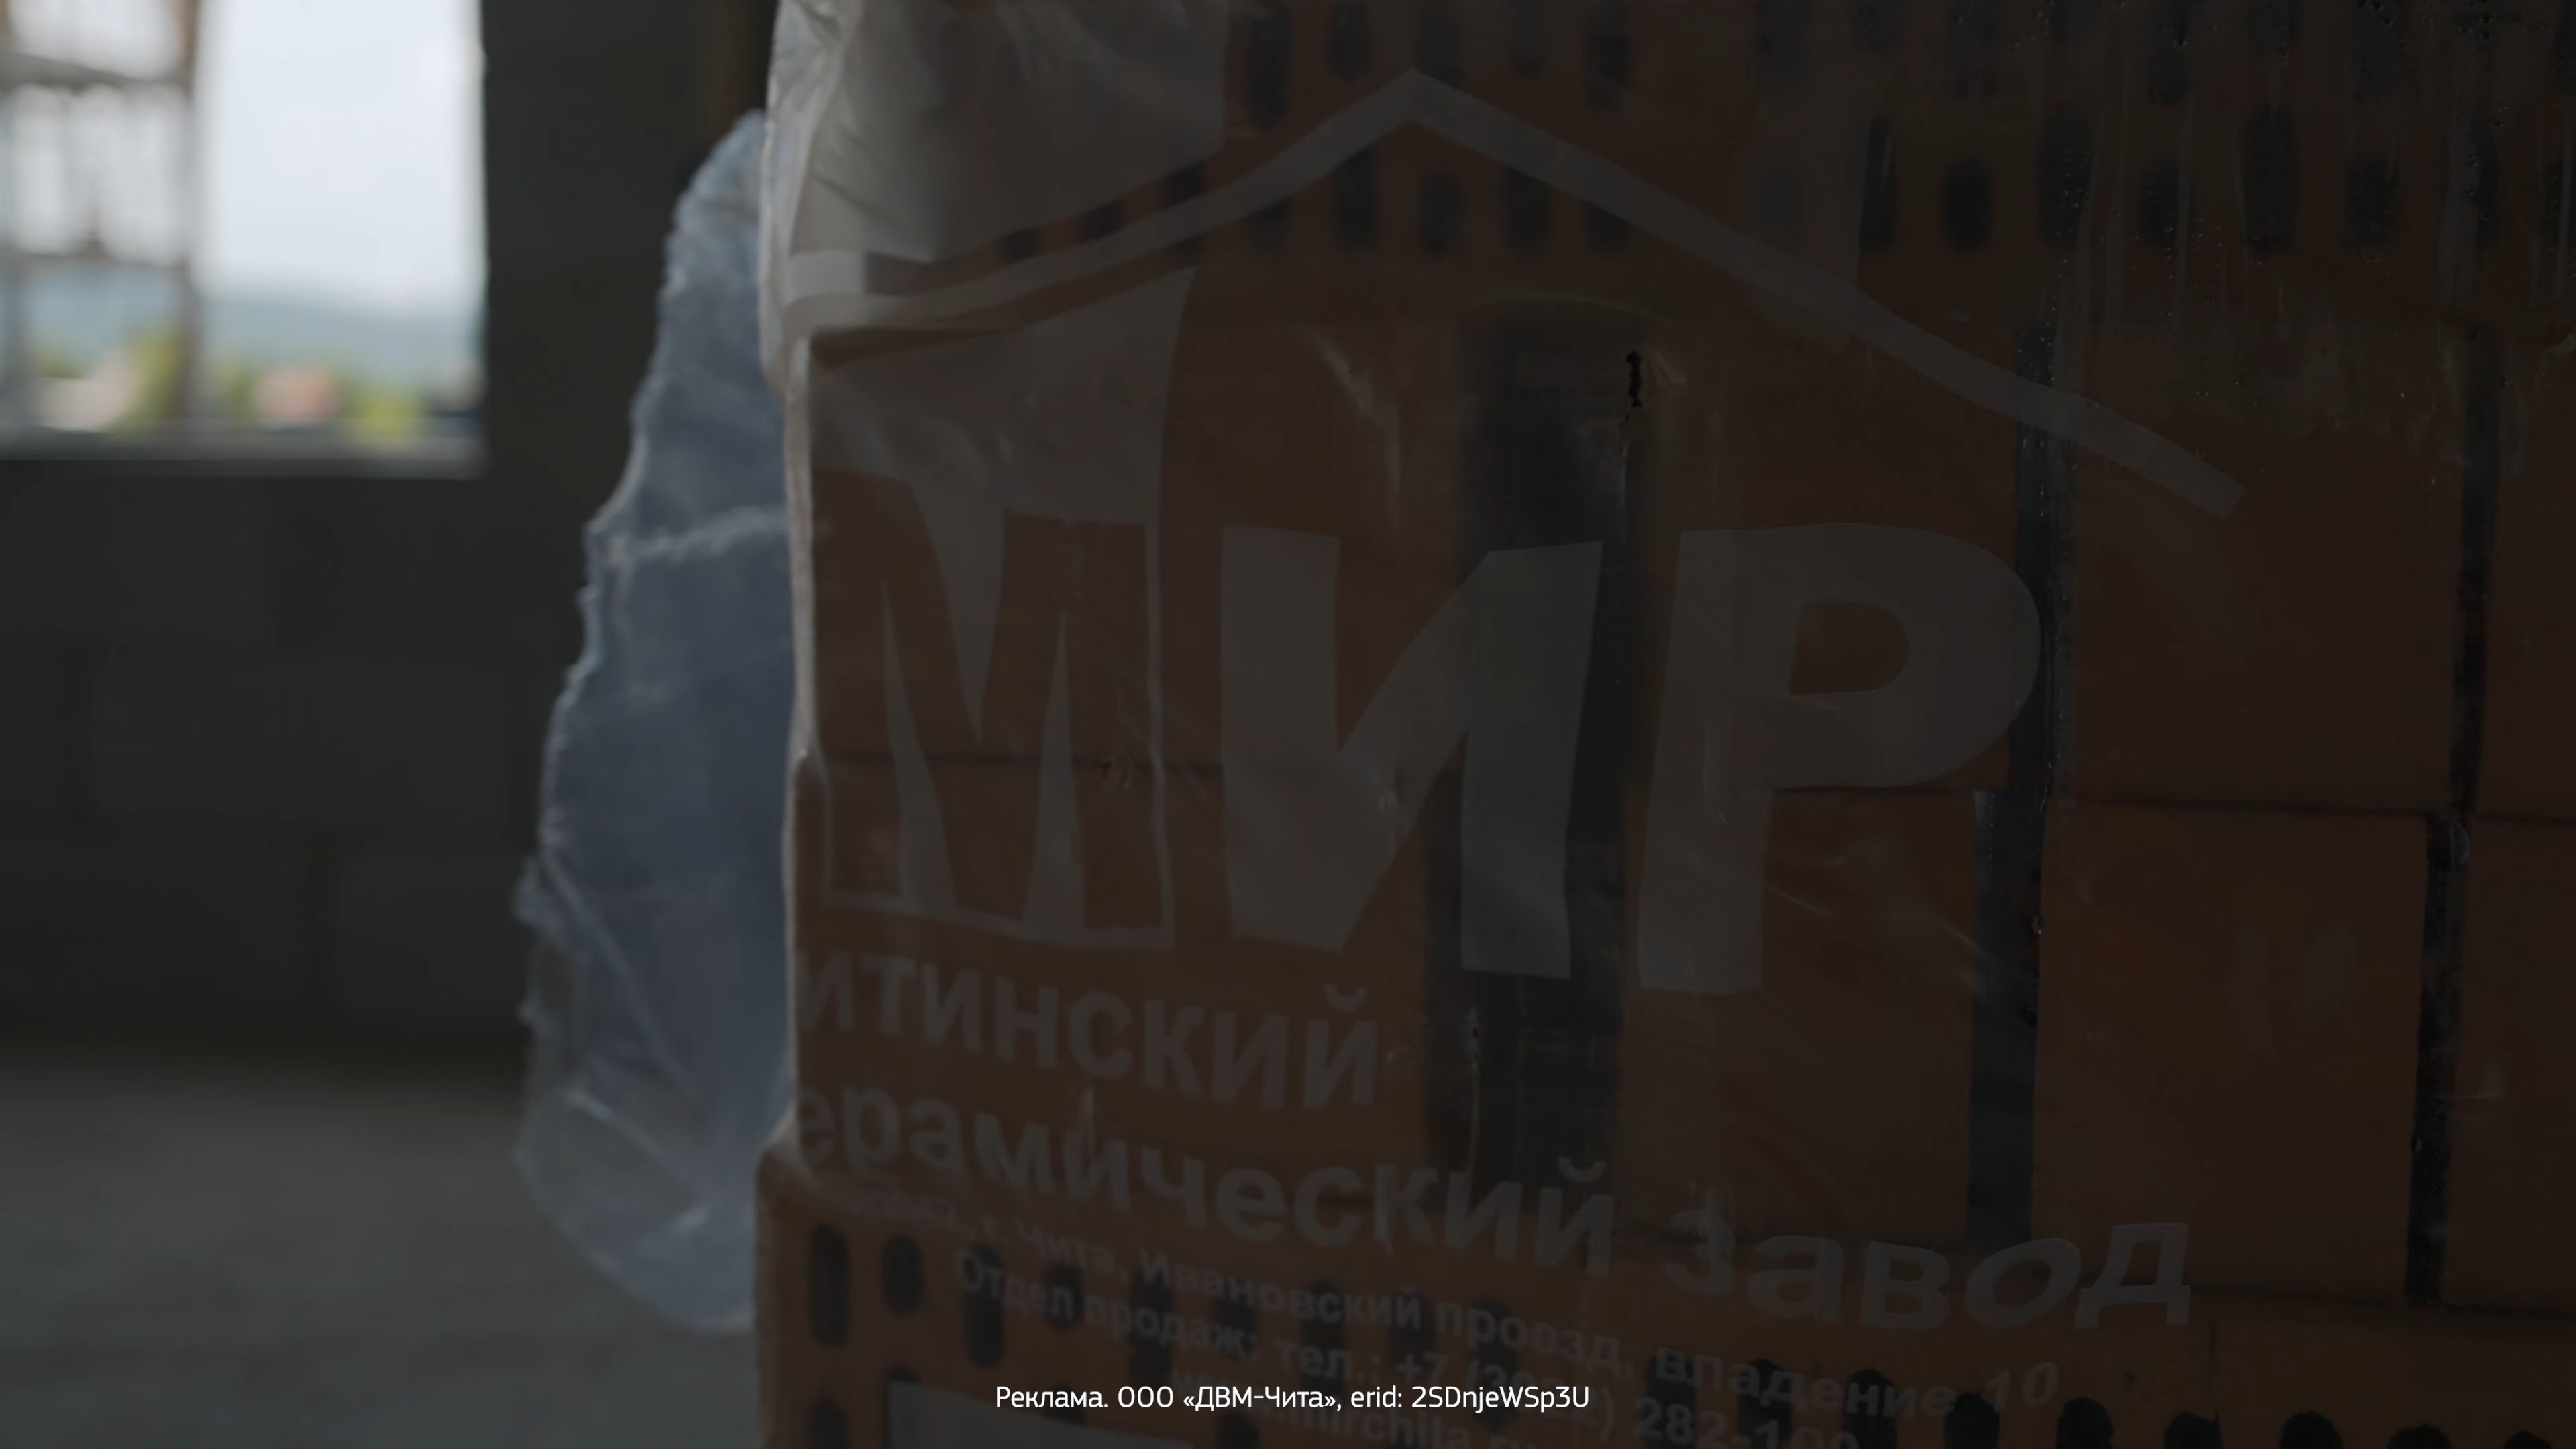 МИР
итинский
ерамический завод
г. Чита, Ивановский проезд, владение 10
Отдел продаж: тел.: +7
282-100
Реклама. ООО «ДВМ-Чита», erid: 2SDnjeWSp3U